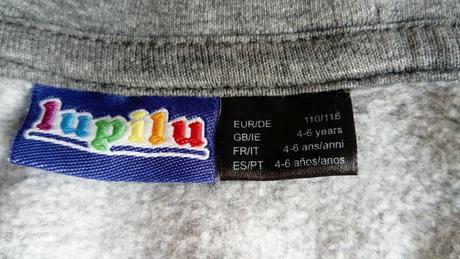 lupilu
EUR/DE 110/116
GB/IE 4-6 years
FR/IT 4-6 ans/anni
ES/PT 4-6 años/anos